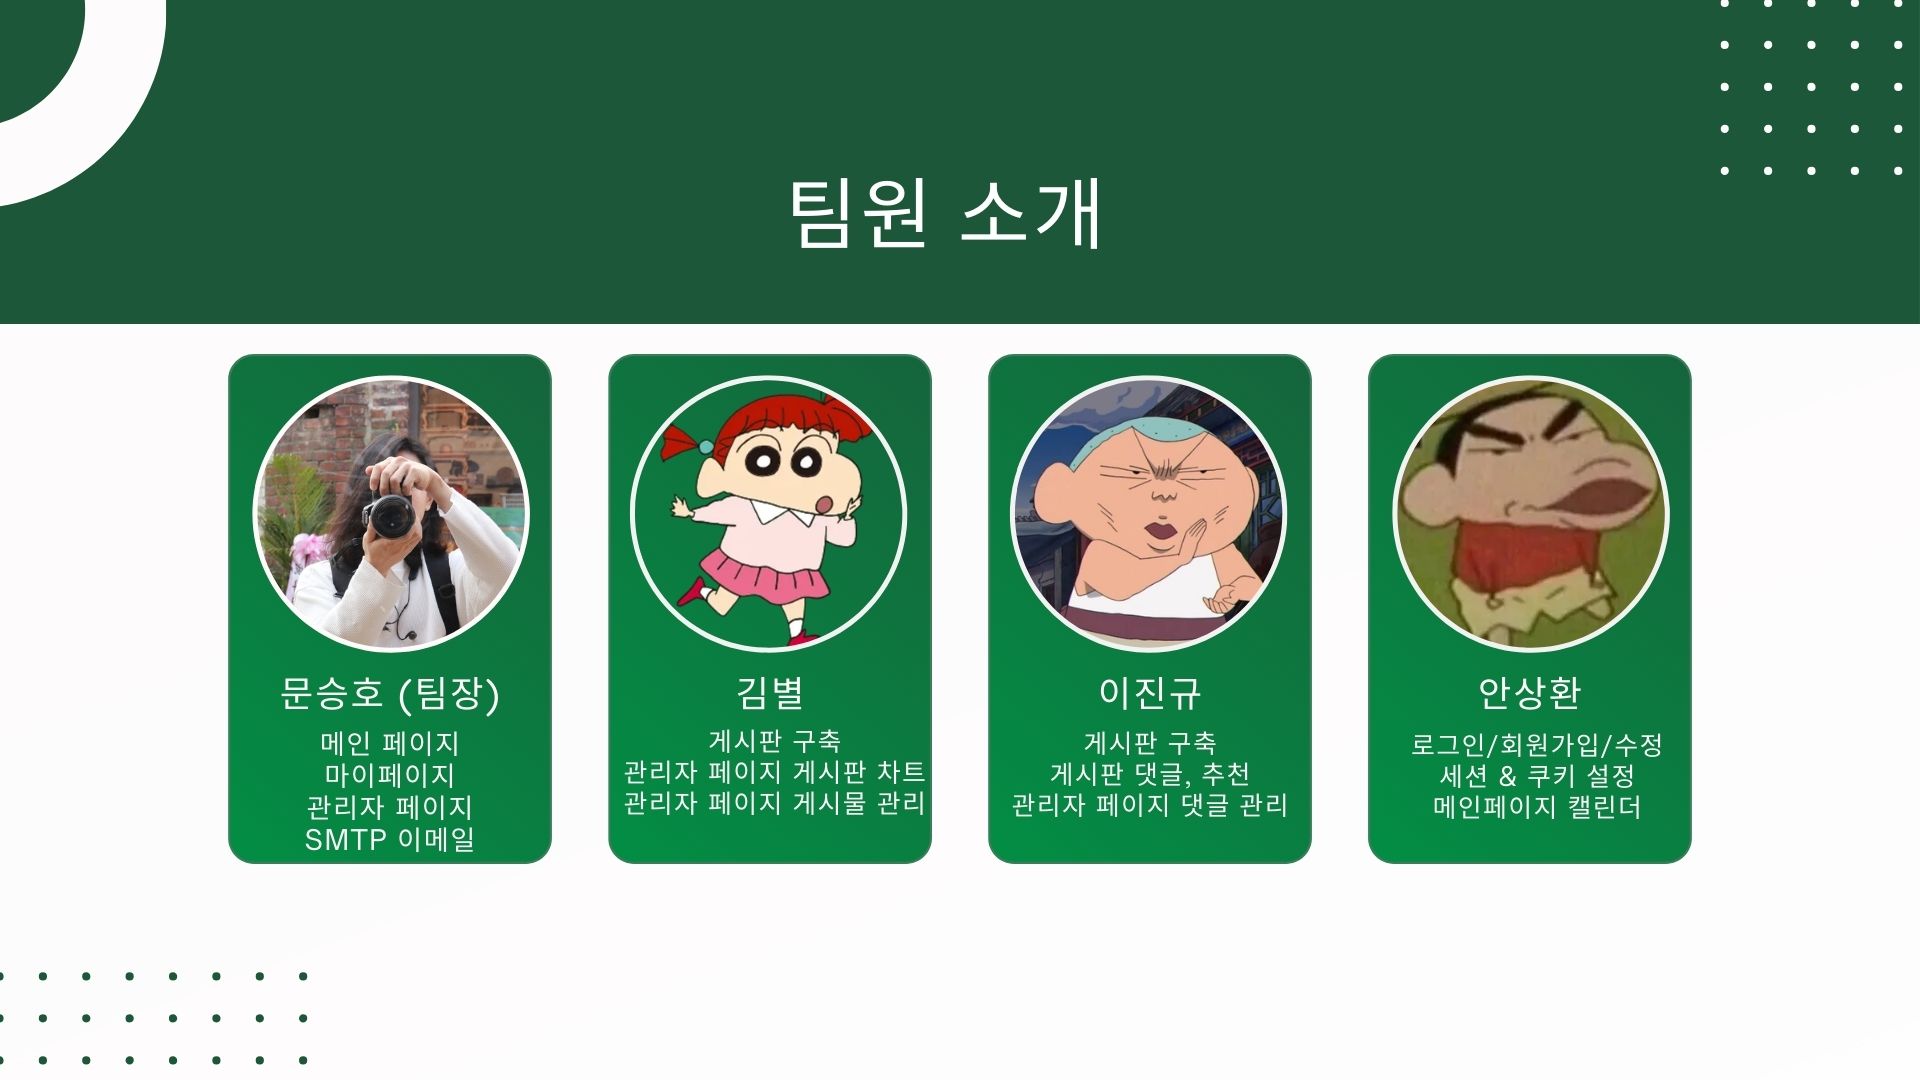 팀원 소개
문승호 (팀장)
메인 페이지
마이페이지
관리자 페이지
SMTP 이메일
김별
게시판 구축
관리자 페이지 게시판 차트
관리자 페이지 게시물 관리
이진규
게시판 구축
게시판 댓글, 추천
관리자 페이지 댓글 관리
안상환
로그인/회원가입/수정
세션 & 쿠키 설정
메인페이지 캘린더